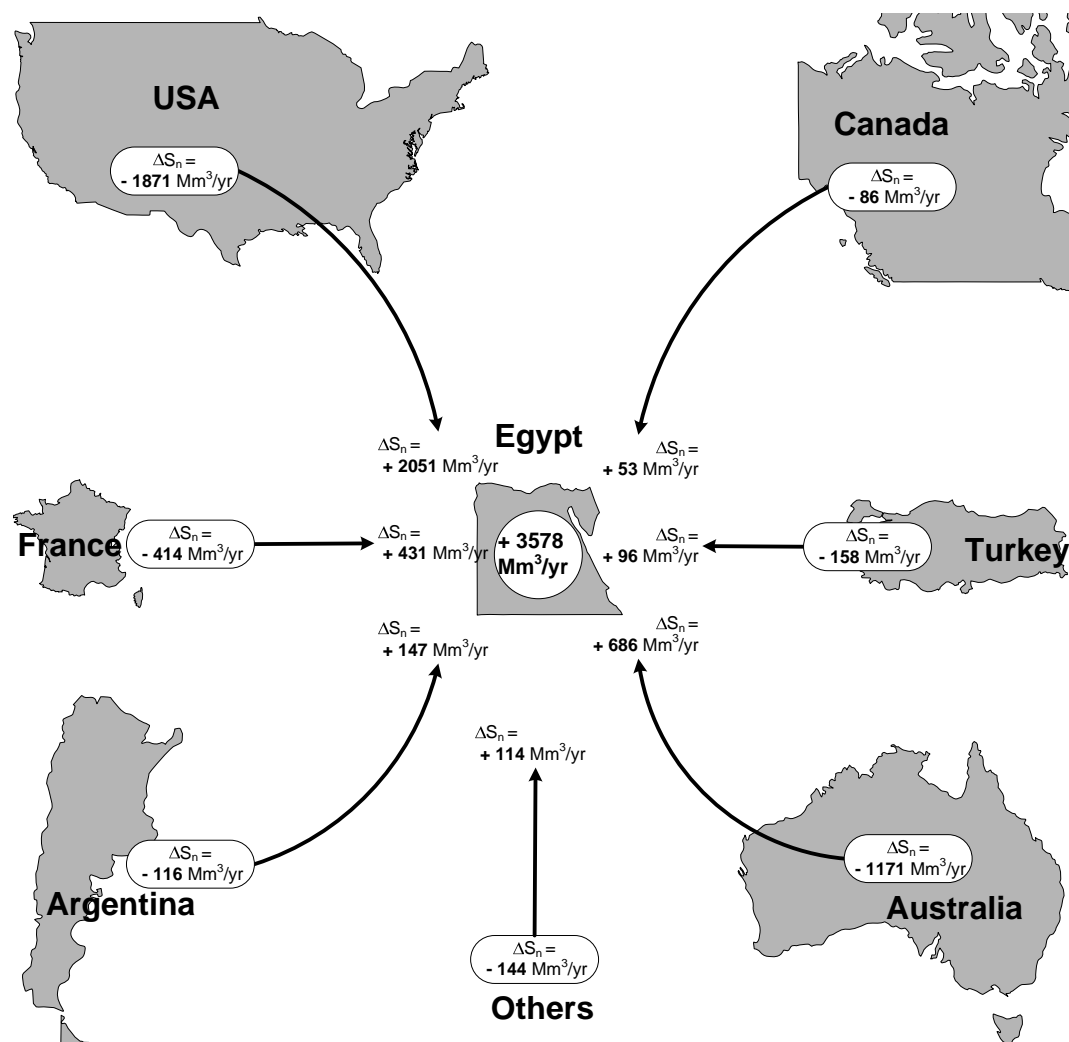 USA
ΔSₙ =
- 1871 Mm³/yr
Canada
ΔSₙ =
- 86 Mm³/yr
Egypt
ΔSₙ =
+ 2051 Mm³/yr
ΔSₙ =
+ 53 Mm³/yr
France
ΔSₙ =
- 414 Mm³/yr
ΔSₙ =
+ 431 Mm³/yr
+ 3578
Mm³/yr
ΔSₙ =
+ 96 Mm³/yr
ΔSₙ =
- 158 Mm³/yr
Turkey
ΔSₙ =
+ 147 Mm³/yr
ΔSₙ =
+ 686 Mm³/yr
ΔSₙ =
+ 114 Mm³/yr
ΔSₙ =
- 116 Mm³/yr
Argentina
ΔSₙ =
- 1171 Mm³/yr
Australia
ΔSₙ =
- 144 Mm³/yr
Others